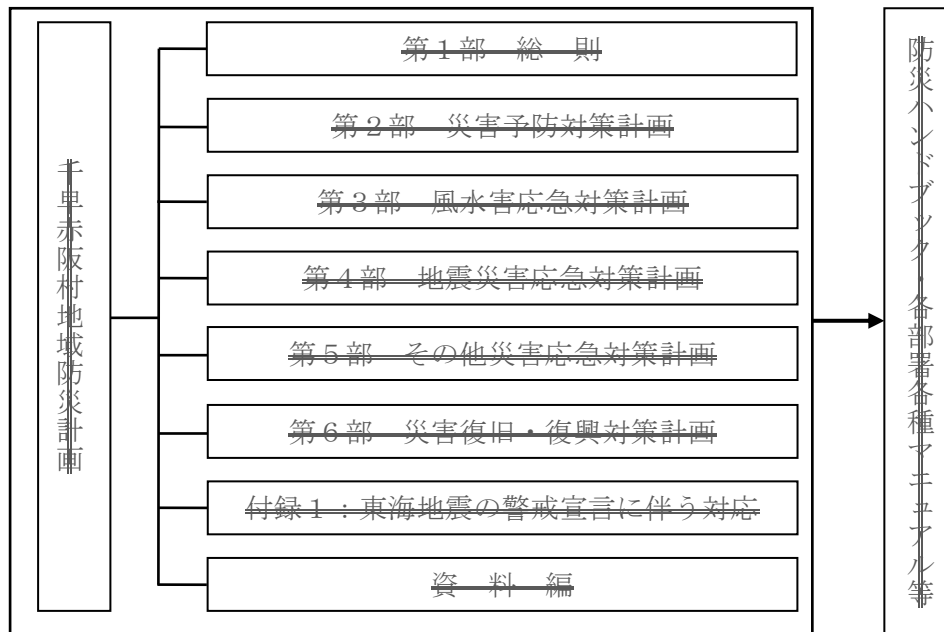 千早赤阪村地域防災計画
第１部　総　則
第２部　災害予防対策計画
第３部　風水害応急対策計画
第４部　地震災害応急対策計画
第５部　その他災害応急対策計画
第６部　災害復旧・復興対策計画
付録１：東海地震の警戒宣言に伴う対応
資　料　編
防災ハンドブック・各部署各種マニュアル等